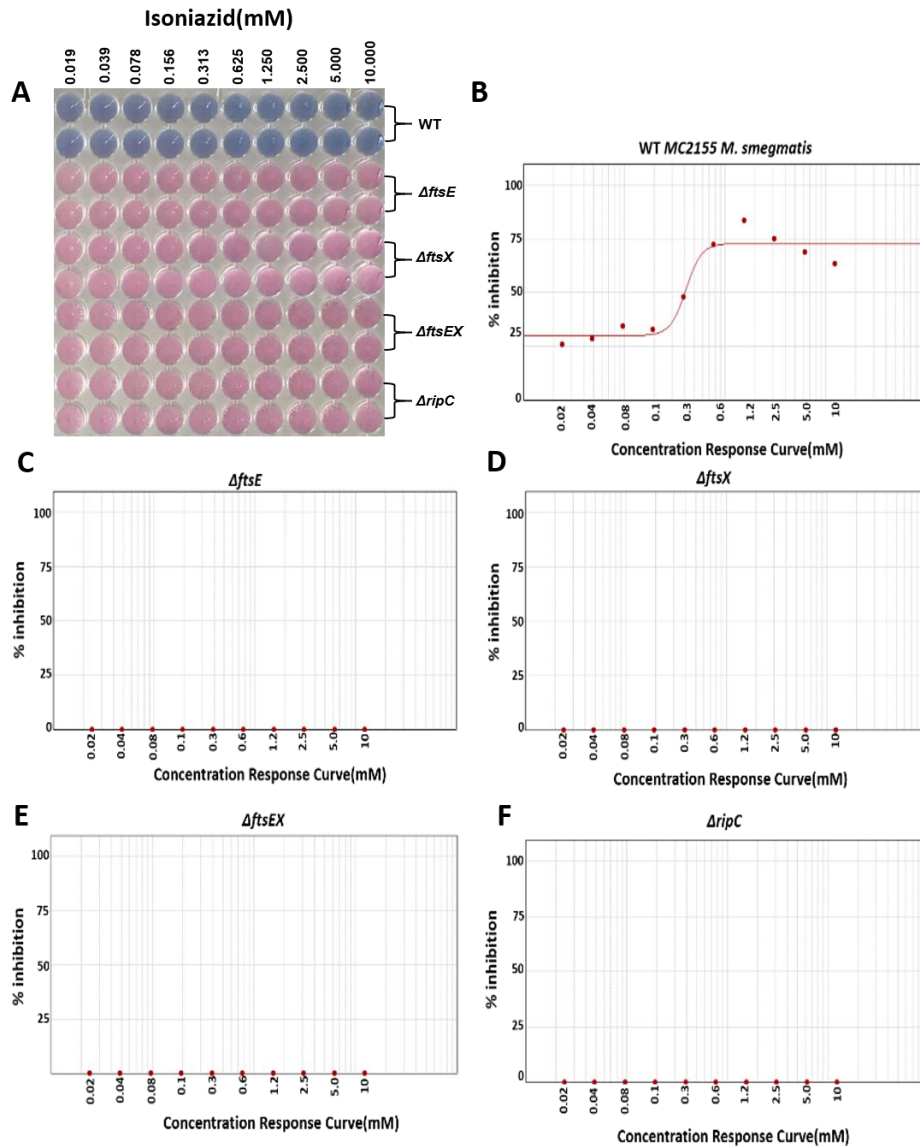 Isoniazid(mM)
0.019 0.039 0.078 0.156 0.313 0.625 1.250 2.500 5.000 10.000
A
WT
ΔftsE
ΔftsX
ΔftsEX
ΔripC
B
WT MC2155 M. smegmatis
% inhibition
100
75
50
25
0
0.02 0.04 0.08 0.1 0.3 0.6 1.2 2.5 5.0 10
Concentration Response Curve(mM)
C
ΔftsE
% inhibition
100
75
50
25
0
0.02 0.04 0.08 0.1 0.3 0.6 1.2 2.5 5.0 10
Concentration Response Curve(mM)
D
ΔftsX
% inhibition
100
75
50
25
0
0.02 0.04 0.08 0.1 0.3 0.6 1.2 2.5 5.0 10
Concentration Response Curve(mM)
E
ΔftsEX
% inhibition
100
75
50
25
0.02 0.04 0.08 0.1 0.3 0.6 1.2 2.5 5.0 10
Concentration Response Curve(mM)
F
ΔripC
% inhibition
100
75
50
25
0
0.02 0.04 0.08 0.1 0.3 0.6 1.2 2.5 5.0 10
Concentration Response Curve(mM)